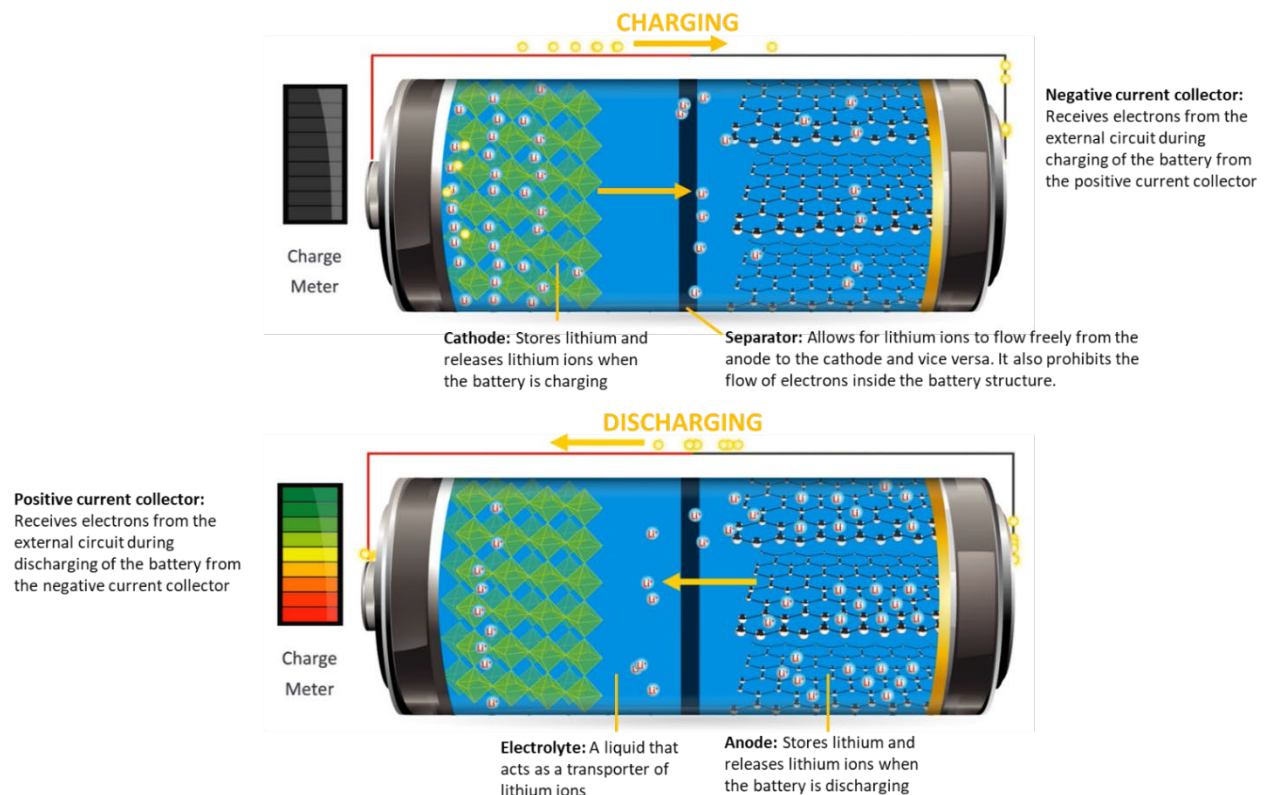 CHARGING
Charge
Meter
Negative current collector:
Receives electrons from the
external circuit during
charging of the battery from
the positive current collector
Cathode: Stores lithium and
releases lithium ions when
the battery is charging
Separator: Allows for lithium ions to flow freely from the
anode to the cathode and vice versa. It also prohibits the
flow of electrons inside the battery structure.
DISCHARGING
Positive current collector:
Receives electrons from the
external circuit during
discharging of the battery from
the negative current collector
Charge
Meter
Electrolyte: A liquid that
acts as a transporter of
lithium ions
Anode: Stores lithium and
releases lithium ions when
the battery is discharging